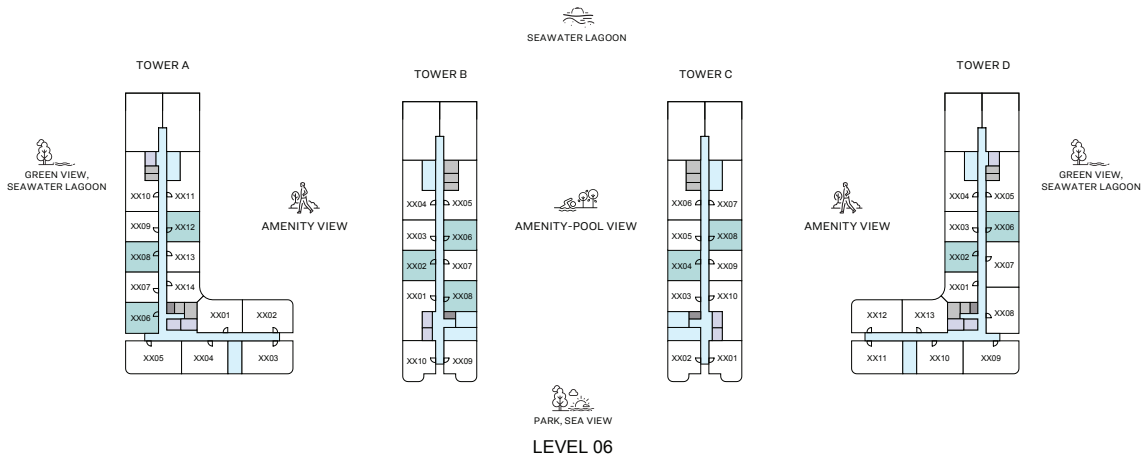 SEAWATER LAGOON
TOWER A
TOWER B
TOWER C
TOWER D
GREEN VIEW,
SEAWATER LAGOON
AMENITY VIEW
AMENITY-POOL VIEW
AMENITY VIEW
GREEN VIEW,
SEAWATER LAGOON
XX10 XX11
XX09 XX12
XX08 XX13
XX07 XX14
XX06 XX01 XX02
XX05 XX04 XX03
XX04 XX05
XX03 XX06
XX02 XX07
XX01 XX08
XX10 XX09
XX06 XX07
XX05 XX08
XX04 XX09
XX03 XX10
XX02 XX01
XX04 XX05
XX03 XX06
XX02 XX07
XX01
XX12 XX13 XX08
XX11 XX10 XX09
PARK, SEA VIEW
LEVEL 06